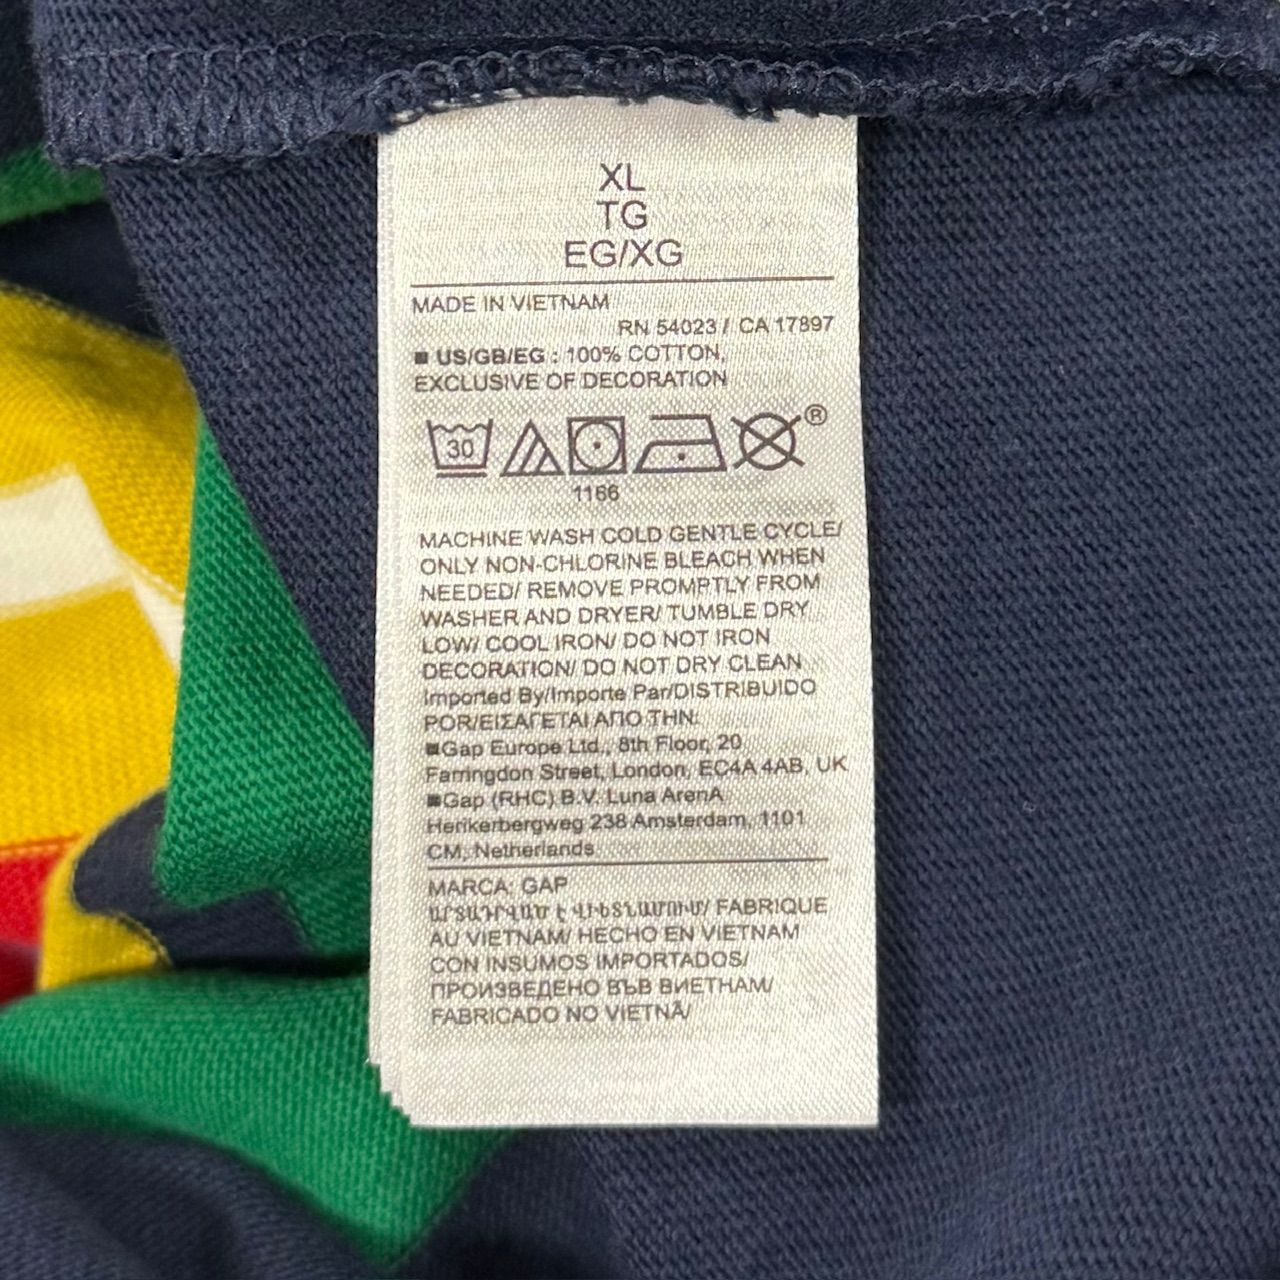 XL
TG
EG/XG
MADE IN VIETNAM
RN 54023 / CA 17897
■ US/GB/EG : 100% COTTON,
EXCLUSIVE OF DECORATION
30
®
1166
MACHINE WASH COLD GENTLE CYCLE/
ONLY NON-CHLORINE BLEACH WHEN
NEEDED/ REMOVE PROMPTLY FROM
WASHER AND DRYER/ TUMBLE DRY
LOW/ COOL IRON/ DO NOT IRON
DECORATION/ DO NOT DRY CLEAN
Imported By/Importe Par/DISTRIBUIDO
POR/ΕΙΣΑΓΕΤΑΙ ΑΠΟ ΤΗΝ:
■Gap Europe Ltd., 8th Floor, 20
Farringdon Street, London, EC4A 4AB, UK
■Gap (RHC) B.V. Luna ArenA
Herikerbergweg 238 Amsterdam, 1101
CM, Netherlands
MARCA: GAP
ԱՐՏԱԴՐՎԱԾ Է ՎԻԵՏՆԱՄՈՒՄ/ FABRIQUE
AU VIETNAM/ HECHO EN VIETNAM
CON INSUMOS IMPORTADOS/
ПРОИЗВЕДЕНО ВЪВ ВИЕТНАМ/
FABRICADO NO VIETNÃ/